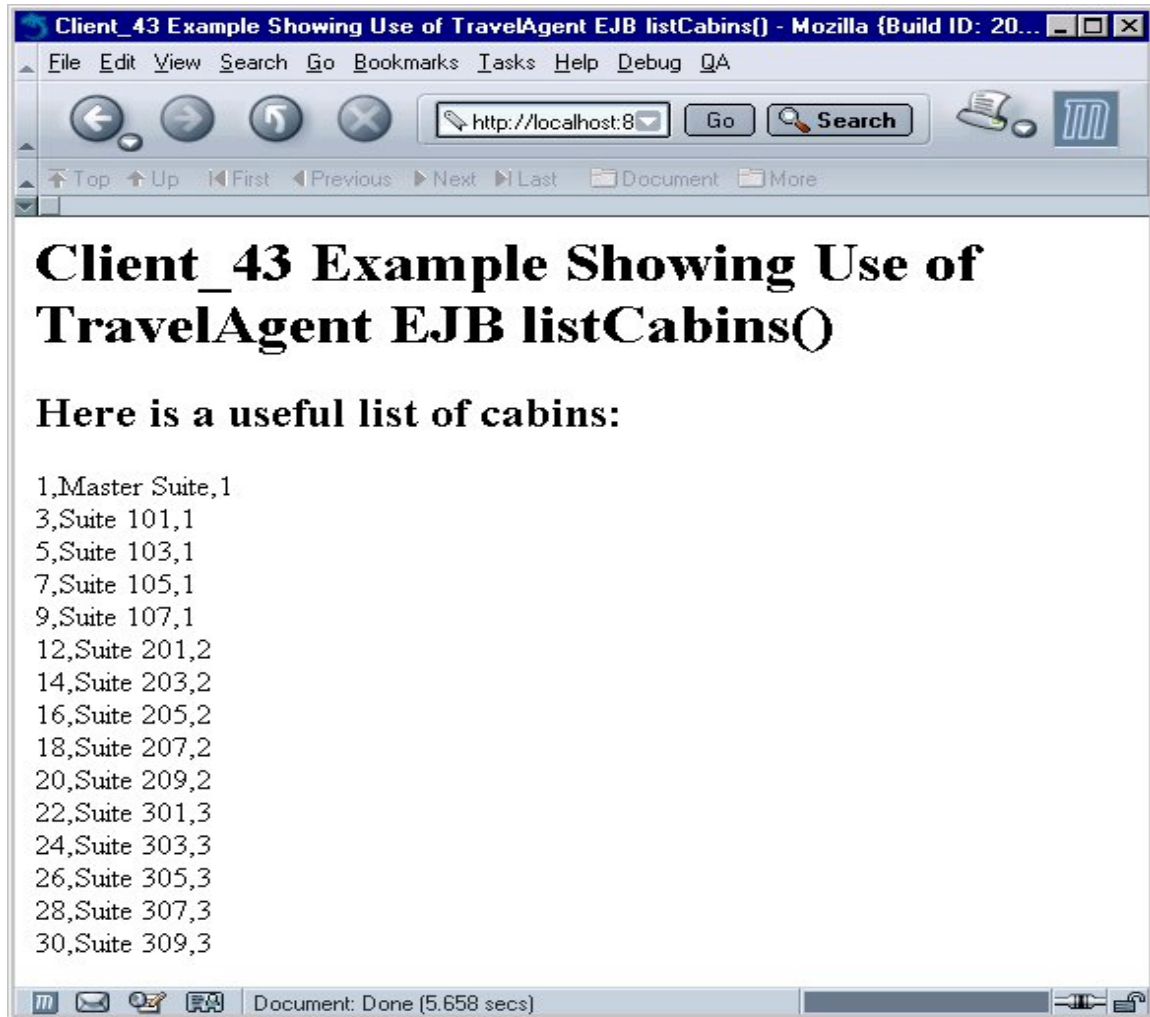 Client_43 Example Showing Use of TravelAgent EJB listCabins() - Mozilla {Build ID: 20...
File Edit View Search Go Bookmarks Tasks Help Debug QA
http://localhost:8 Go Search
Top Up First Previous Next Last Document More
Client_43 Example Showing Use of
TravelAgent EJB listCabins()
Here is a useful list of cabins:
1,Master Suite,1
3,Suite 101,1
5,Suite 103,1
7,Suite 105,1
9,Suite 107,1
12,Suite 201,2
14,Suite 203,2
16,Suite 205,2
18,Suite 207,2
20,Suite 209,2
22,Suite 301,3
24,Suite 303,3
26,Suite 305,3
28,Suite 307,3
30,Suite 309,3
Document: Done (5.658 secs)